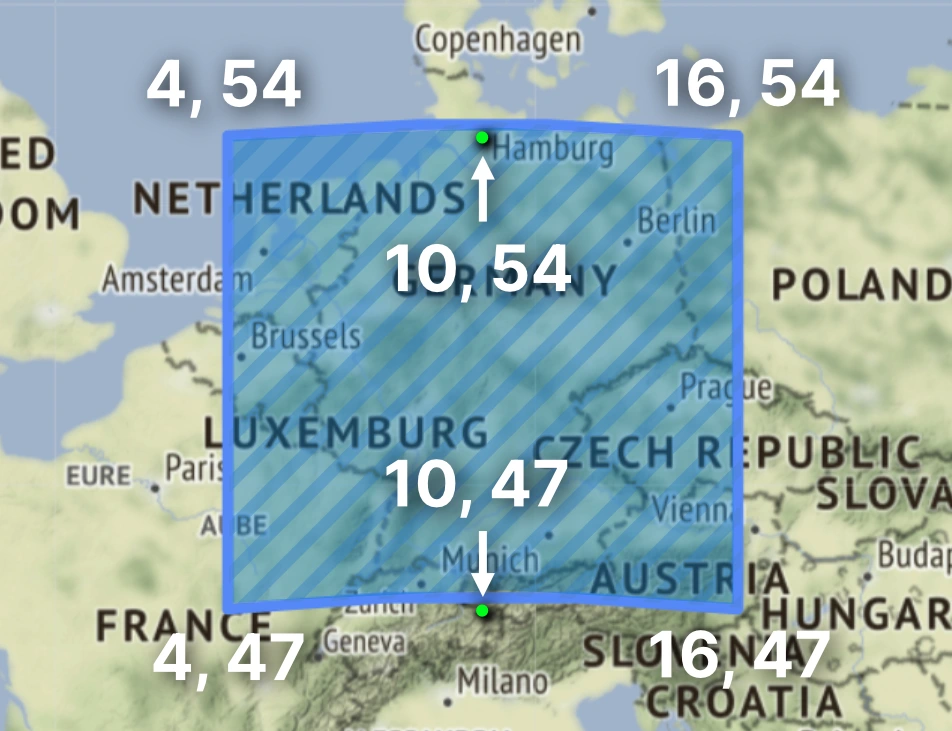 Copenhagen
4, 54
16, 54
ED
DOM
Hamburg
NETHERLANDS
Berlin
10, 54
GERMANY
Amsterdam
POLAND
Brussels
Prague
LUXEMBURG
CZECH REPUBLIC
EURE
Paris
10, 47
SLOVA
AUBE
Vienna
Munich
Budap
AUSTRIA
Zurich
FRANCE
HUNGAR
Geneva
4, 47
SLOVENIA
16, 47
Milano
CROATIA